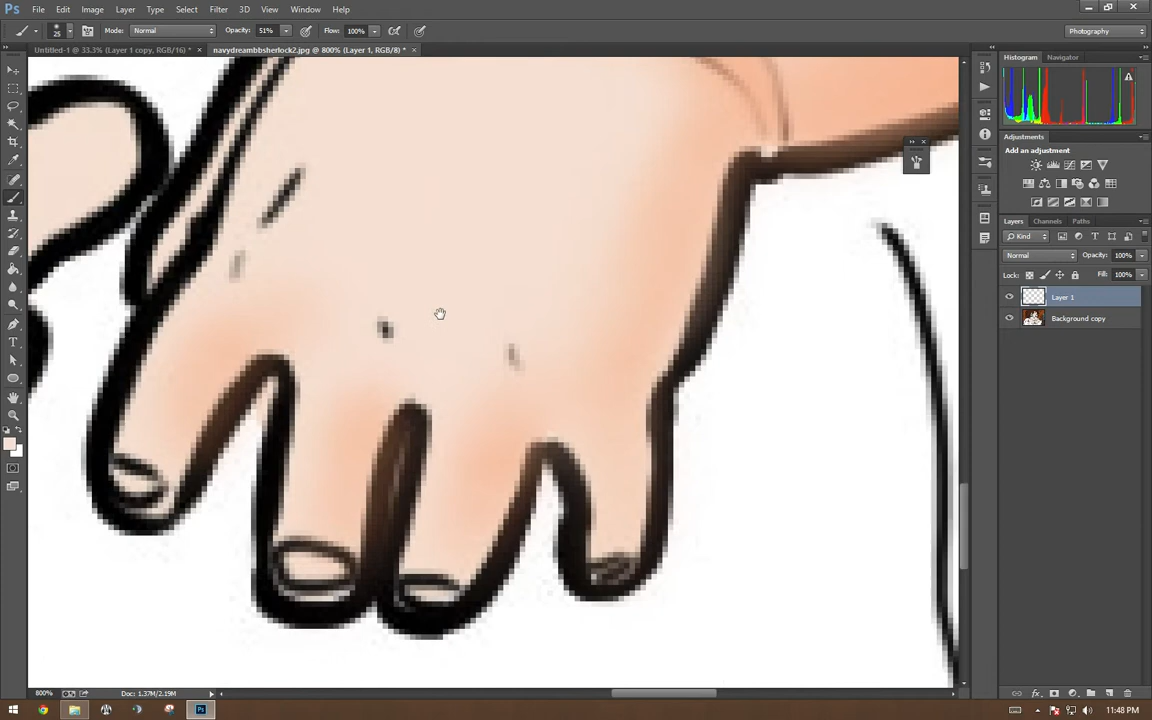 Ps File Edit Image Layer Type Select Filter 3D View Window Help
25 Mode: Normal Opacity: 51% Flow: 100% Photography
Untitled-1 @ 33.3% (Layer 1 copy, RGB/16) * × navydreambbsherlock2.jpg @ 800% (Layer 1, RGB/8) * ×
Histogram Navigator
Adjustments
Add an adjustment
Layers Channels Paths
Kind
Normal Opacity: 100%
Lock: Fill: 100%
Layer 1
Background copy
800% Doc: 1.37M/2.19M
Ps 11:48 PM